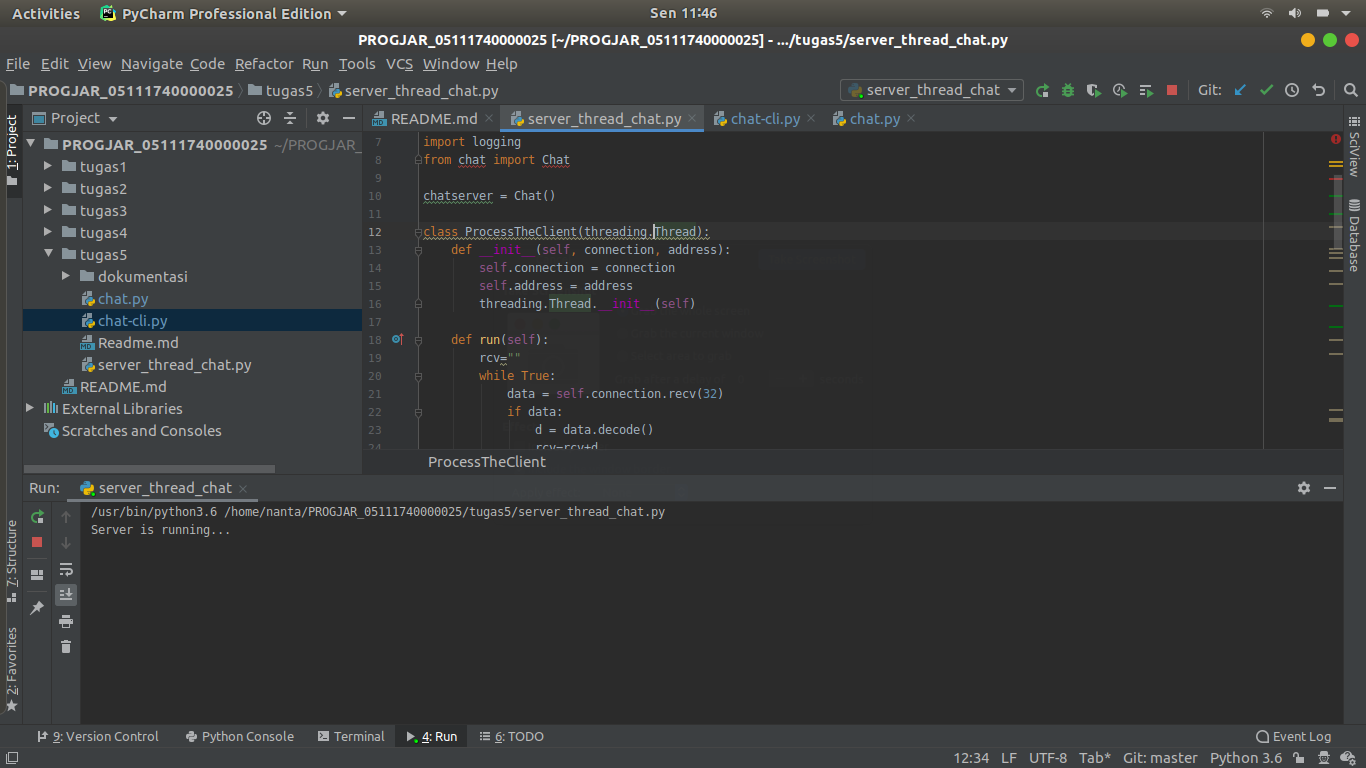 Activities PyCharm Professional Edition Sen 11:46
PROGJAR_05111740000025 [~/PROGJAR_05111740000025] - .../tugas5/server_thread_chat.py
File Edit View Navigate Code Refactor Run Tools VCS Window Help
PROGJAR_05111740000025 tugas5 server_thread_chat.py server_thread_chat Git:
1: Project
Project
README.md server_thread_chat.py chat-cli.py chat.py
PROGJAR_05111740000025 ~/PROGJAR_
tugas1
tugas2
tugas3
tugas4
tugas5
dokumentasi
chat.py
chat-cli.py
Readme.md
server_thread_chat.py
README.md
External Libraries
Scratches and Consoles
7 import logging
8 from chat import Chat
9
10 chatserver = Chat()
11
12 class ProcessTheClient(threading.Thread):
13 def __init__(self, connection, address):
14 self.connection = connection
15 self.address = address
16 threading.Thread.__init__(self)
17
18 def run(self):
19 rcv=""
20 while True:
21 data = self.connection.recv(32)
22 if data:
23 d = data.decode()
24 rcv=rcv+d
ProcessTheClient
SciView
Database
Run: server_thread_chat
/usr/bin/python3.6 /home/nanta/PROGJAR_05111740000025/tugas5/server_thread_chat.py
Server is running...
7: Structure
2: Favorites
9: Version Control Python Console Terminal 4: Run 6: TODO Event Log
12:34 LF UTF-8 Tab* Git: master Python 3.6